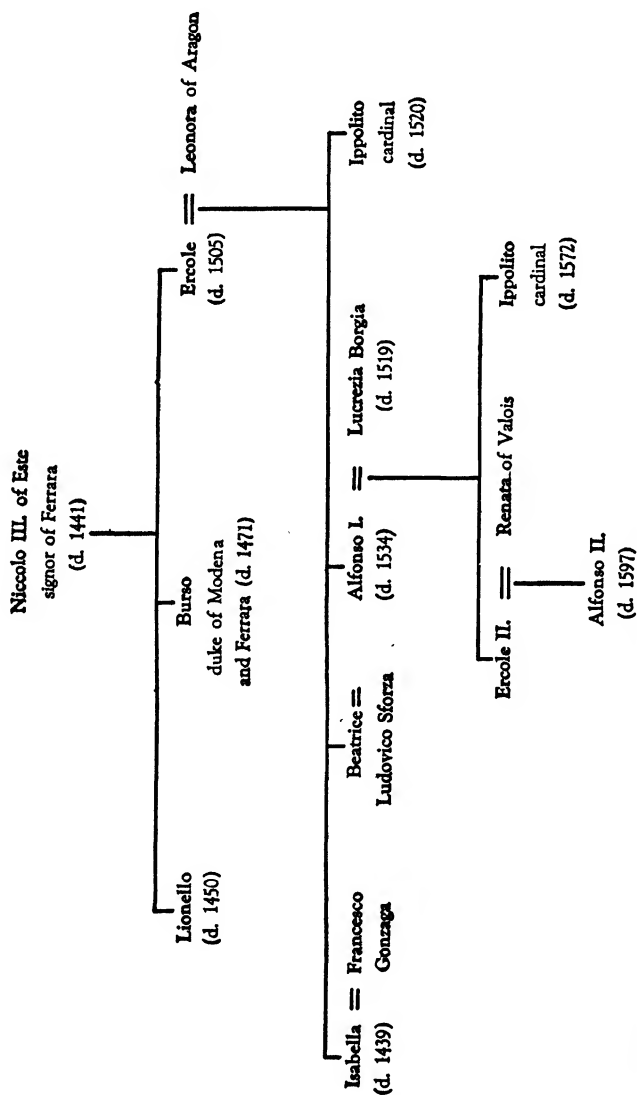 Niccolo III. of Este
signor of Ferrara
(d. 1441)
Lionello
(d. 1450)
Burso
duke of Modena
and Ferrara (d. 1471)
Ercole = Leonora of Aragon
(d. 1505)
Isabella = Francesco
(d. 1439) Gonzaga
Beatrice =
Ludovico Sforza
Alfonso I. = Lucrezia Borgia
(d. 1534) (d. 1519)
Ippolito
cardinal
(d. 1520)
Ercole II. = Renata of Valois
Ippolito
cardinal
(d. 1572)
Alfonso II.
(d. 1597)